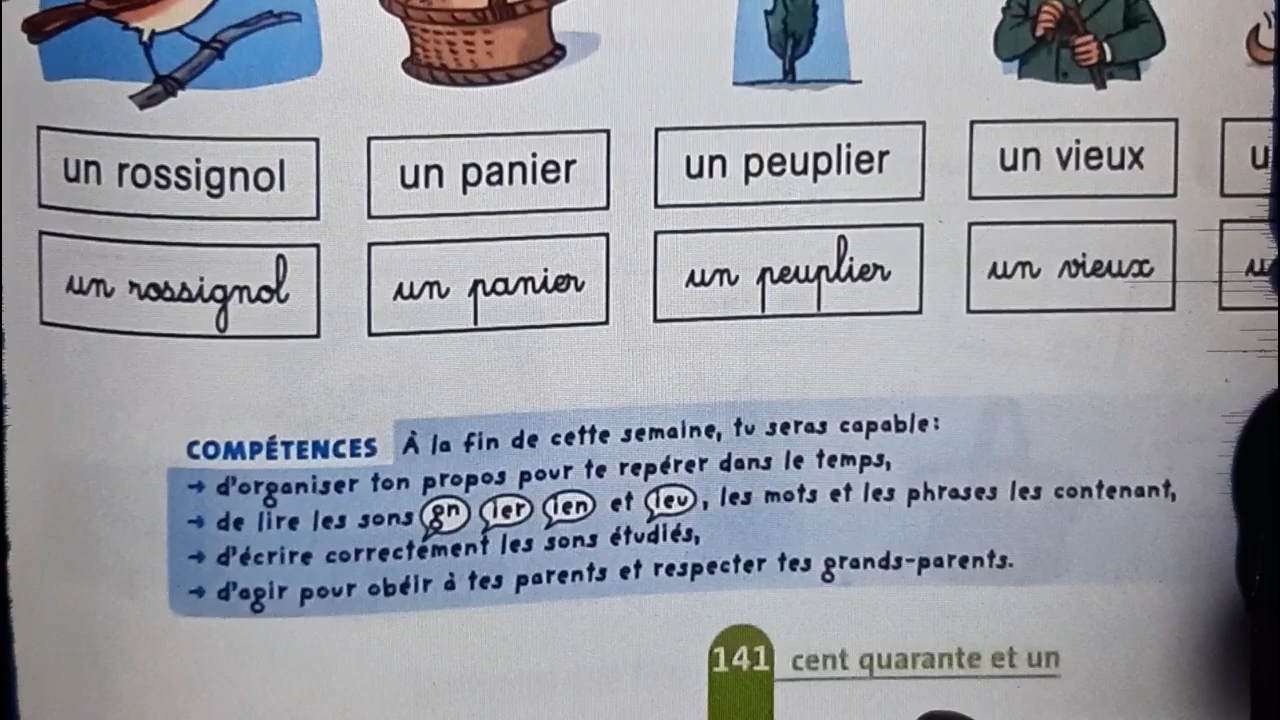 un rossignol un panier un peuplier un vieux
un rossignol un panier un peuplier un vieux
COMPÉTENCES À la fin de cette semaine, tu seras capable:
→ d'organiser ton propos pour te repérer dans le temps,
→ de lire les sons gn ier ien et ieu, les mots et les phrases les contenant,
→ d'écrire correctement les sons étudiés,
→ d'agir pour obéir à tes parents et respecter tes grands-parents.
141 cent quarante et un